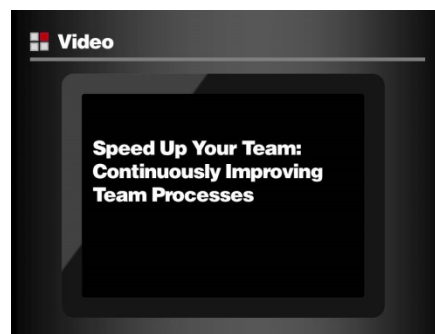 Video
Speed Up Your Team:
Continuously Improving
Team Processes